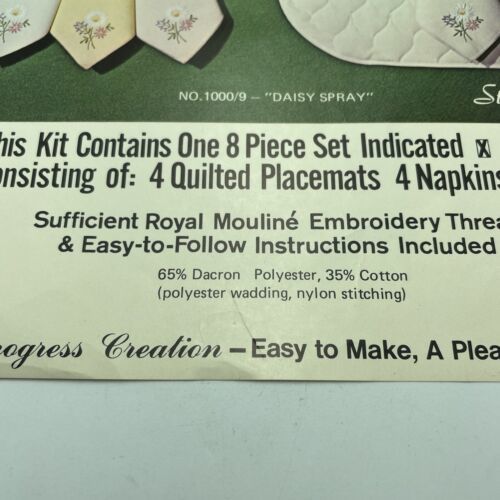 NO. 1000/9 – "DAISY SPRAY"
his Kit Contains One 8 Piece Set Indicated ☒
onsisting of: 4 Quilted Placemats 4 Napkins
Sufficient Royal Mouliné Embroidery Threa
& Easy-to-Follow Instructions Included
65% Dacron Polyester, 35% Cotton
(polyester wadding, nylon stitching)
rogress Creation – Easy to Make, A Plea